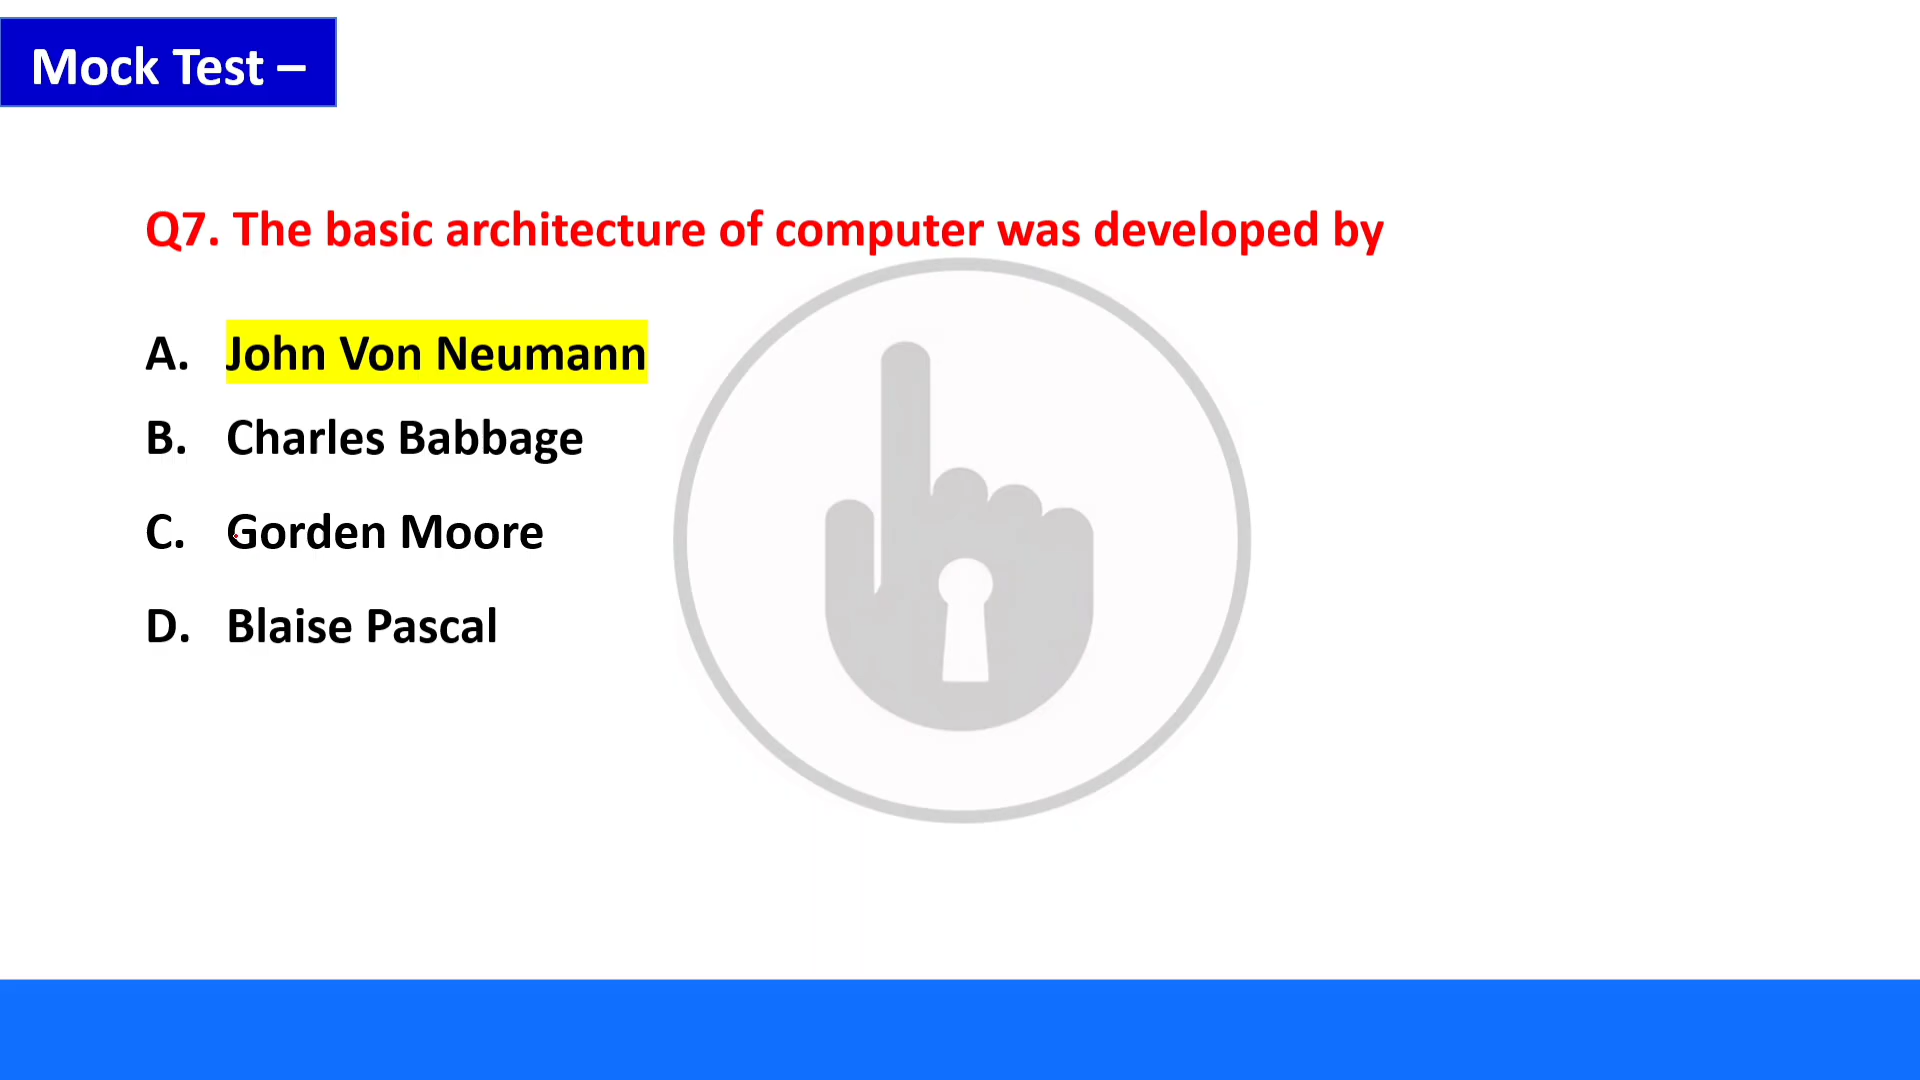 Mock Test –
Q7. The basic architecture of computer was developed by
A. John Von Neumann
B. Charles Babbage
C. Gorden Moore
D. Blaise Pascal